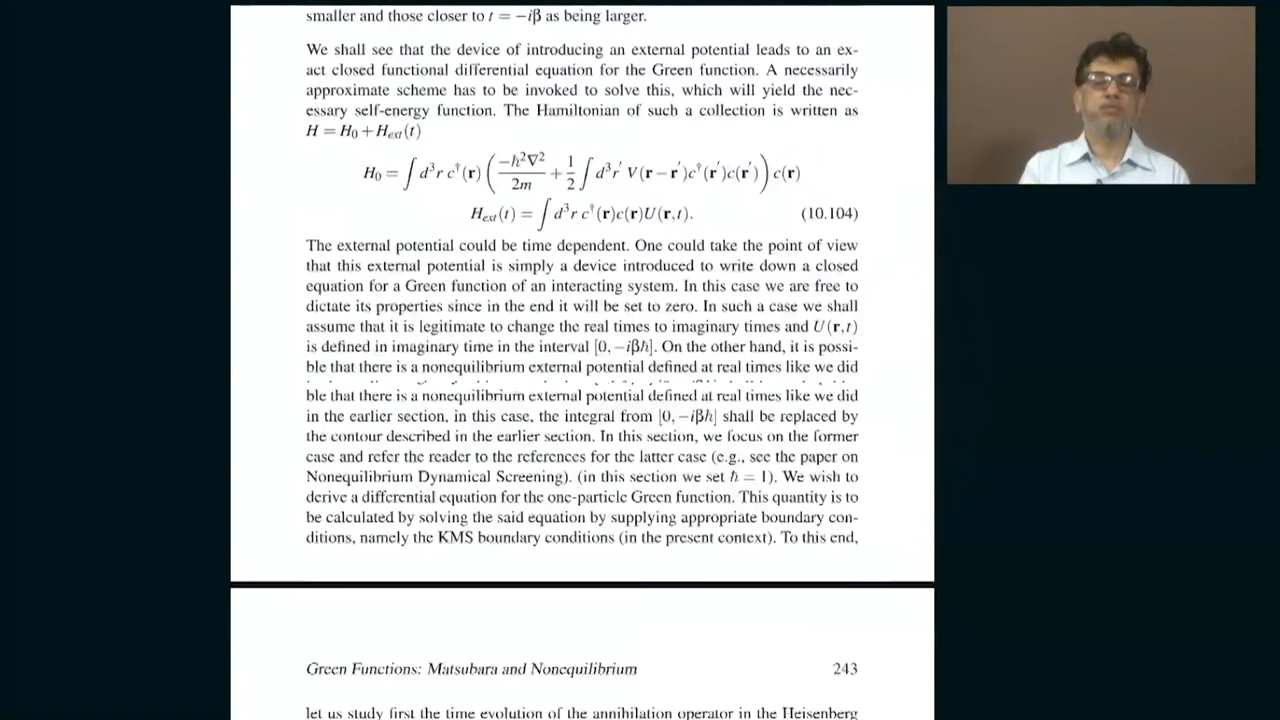 smaller and those closer to t = −iβ as being larger.
We shall see that the device of introducing an external potential leads to an ex-
act closed functional differential equation for the Green function. A necessarily
approximate scheme has to be invoked to solve this, which will yield the nec-
essary self-energy function. The Hamiltonian of such a collection is written as
H = H₀ + H_ext(t)
H₀ = ∫ d³r c†(r) ( −ħ²∇² / 2m + 1/2 ∫ d³r′ V(r − r′)c†(r′)c(r′) ) c(r)
H_ext(t) = ∫ d³r c†(r)c(r)U(r,t). (10.104)
The external potential could be time dependent. One could take the point of view
that this external potential is simply a device introduced to write down a closed
equation for a Green function of an interacting system. In this case we are free to
dictate its properties since in the end it will be set to zero. In such a case we shall
assume that it is legitimate to change the real times to imaginary times and U(r,t)
is defined in imaginary time in the interval [0,−iβħ]. On the other hand, it is possi-
ble that there is a nonequilibrium external potential defined at real times like we did
ble that there is a nonequilibrium external potential defined at real times like we did
in the earlier section, in this case, the integral from [0,−iβħ] shall be replaced by
the contour described in the earlier section. In this section, we focus on the former
case and refer the reader to the references for the latter case (e.g., see the paper on
Nonequilibrium Dynamical Screening). (in this section we set ħ = 1). We wish to
derive a differential equation for the one-particle Green function. This quantity is to
be calculated by solving the said equation by supplying appropriate boundary con-
ditions, namely the KMS boundary conditions (in the present context). To this end,
Green Functions: Matsubara and Nonequilibrium 243
let us study first the time evolution of the annihilation operator in the Heisenberg